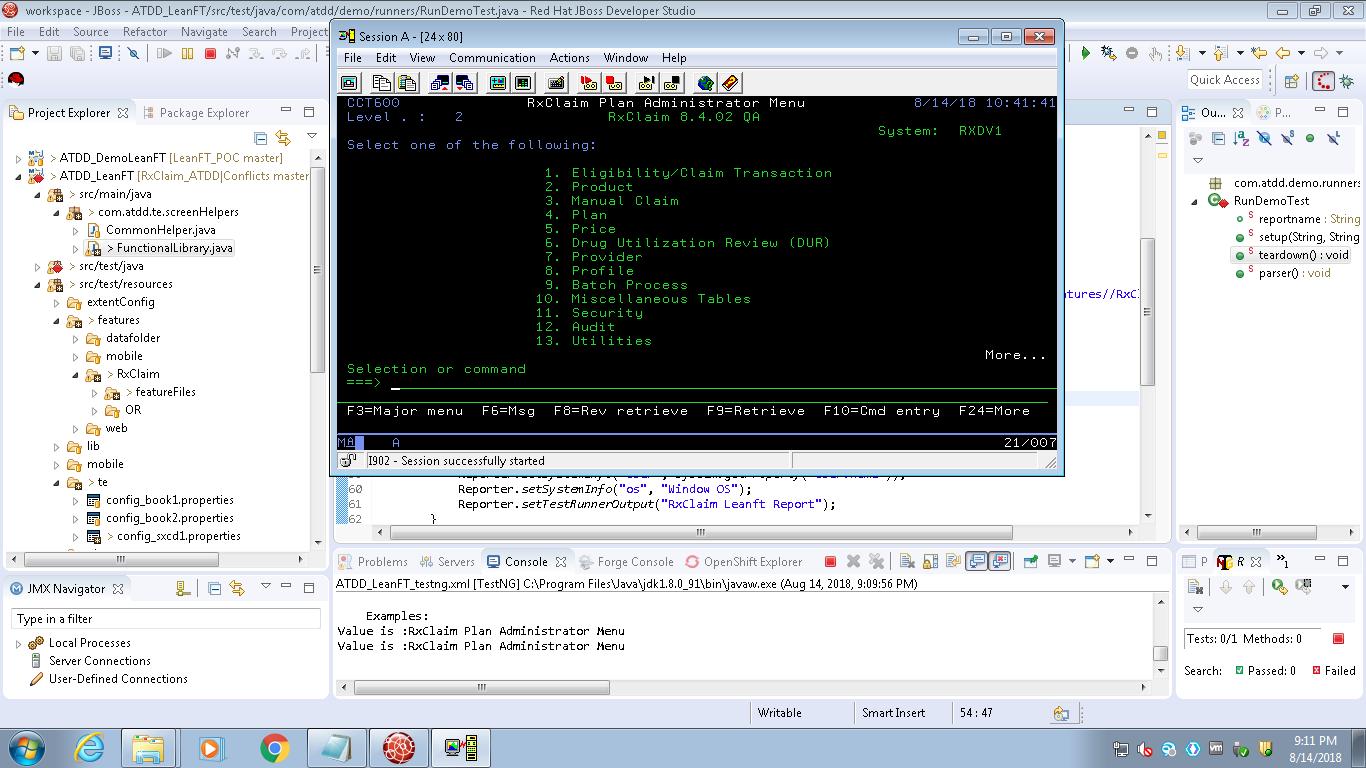 workspace - JBoss - ATDD_LeanFT/src/test/java/com/atdd/demo/runners/RunDemoTest.java - Red Hat JBoss Developer Studio
File Edit Source Refactor Navigate Search Project
Quick Access
Project Explorer
Package Explorer
> ATDD_DemoLeanFT [LeanFT_POC master]
> ATDD_LeanFT [RxClaim_ATDD|Conflicts master
> src/main/java
> com.atdd.te.screenHelpers
CommonHelper.java
> FunctionalLibrary.java
> src/test/java
> src/test/resources
extentConfig
> features
datafolder
mobile
> RxClaim
> featureFiles
OR
web
lib
mobile
> te
config_book1.properties
config_book2.properties
> config_sxcd1.properties
JMX Navigator
Type in a filter
Local Processes
Server Connections
User-Defined Connections
Session A - [24 x 80]
File Edit View Communication Actions Window Help
CCT600 RxClaim Plan Administrator Menu 8/14/18 10:41:41
Level . : 2 RxClaim 8.4.02 QA
System: RXDV1
Select one of the following:
1. Eligibility/Claim Transaction
2. Product
3. Manual Claim
4. Plan
5. Price
6. Drug Utilization Review (DUR)
7. Provider
8. Profile
9. Batch Process
10. Miscellaneous Tables
11. Security
12. Audit
13. Utilities
More...
Selection or command
===>
F3=Major menu F6=Msg F8=Rev retrieve F9=Retrieve F10=Cmd entry F24=More
MA A 21/007
I902 - Session successfully started
atures//RxCl
60 Reporter.setSystemInfo("os", "Window OS");
61 Reporter.setTestRunnerOutput("RxClaim Leanft Report");
62 }
Problems Servers Console Forge Console OpenShift Explorer
ATDD_LeanFT_testng.xml [TestNG] C:\Program Files\Java\jdk1.8.0_91\bin\javaw.exe (Aug 14, 2018, 9:09:56 PM)
Examples:
Value is :RxClaim Plan Administrator Menu
Value is :RxClaim Plan Administrator Menu
Ou...
P...
com.atdd.demo.runners
RunDemoTest
reportname : String
setup(String, String
teardown() : void
parser() : void
P R
Tests: 0/1 Methods: 0
Search: Passed: 0 Failed
Writable Smart Insert 54 : 47
9:11 PM
8/14/2018